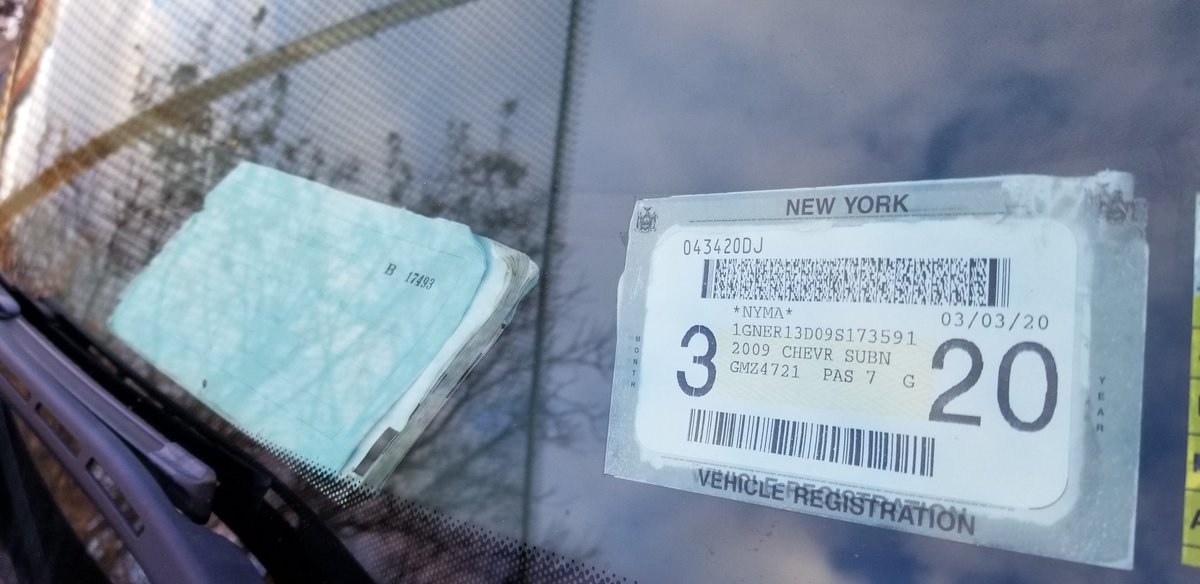 B 17493
NEW YORK
043420DJ
*NYMA*
03/03/20
1GNER13D09S173591
2009 CHEVR SUBN
GMZ4721 PAS 7 G
3
20
MONTH
YEAR
VEHICLE REGISTRATION